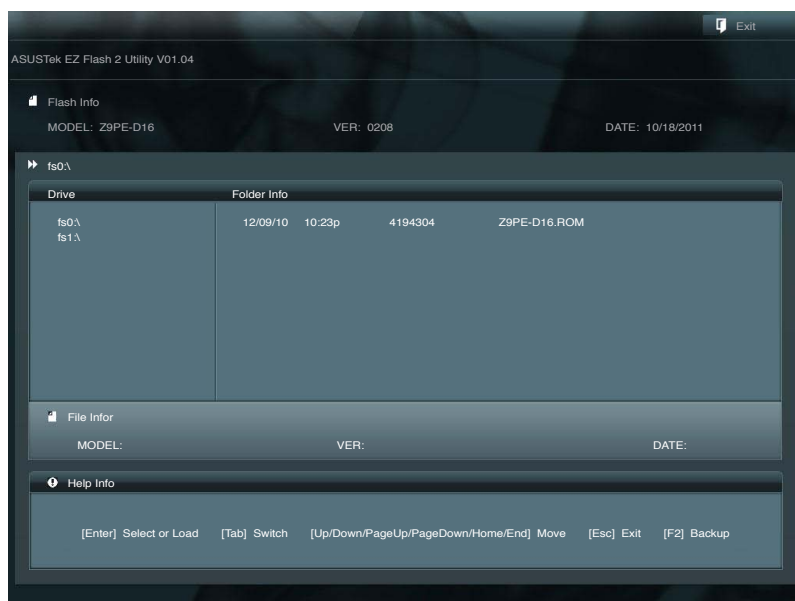 Exit
ASUSTek EZ Flash 2 Utility V01.04
Flash Info
MODEL: Z9PE-D16 VER: 0208 DATE: 10/18/2011
fs0:\
Drive Folder Info
fs0:\ 12/09/10 10:23p 4194304 Z9PE-D16.ROM
fs1:\
File Infor
MODEL: VER: DATE:
Help Info
[Enter] Select or Load [Tab] Switch [Up/Down/PageUp/PageDown/Home/End] Move [Esc] Exit [F2] Backup